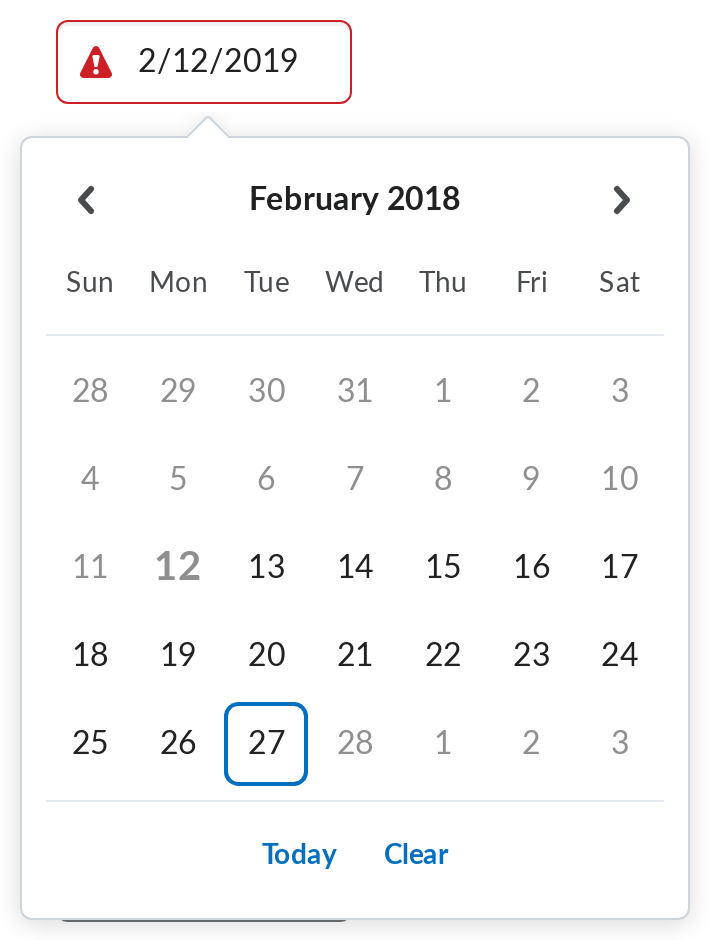 2/12/2019
February 2018
Sun Mon Tue Wed Thu Fri Sat
28 29 30 31 1 2 3
4 5 6 7 8 9 10
11 12 13 14 15 16 17
18 19 20 21 22 23 24
25 26 27 28 1 2 3
Today Clear